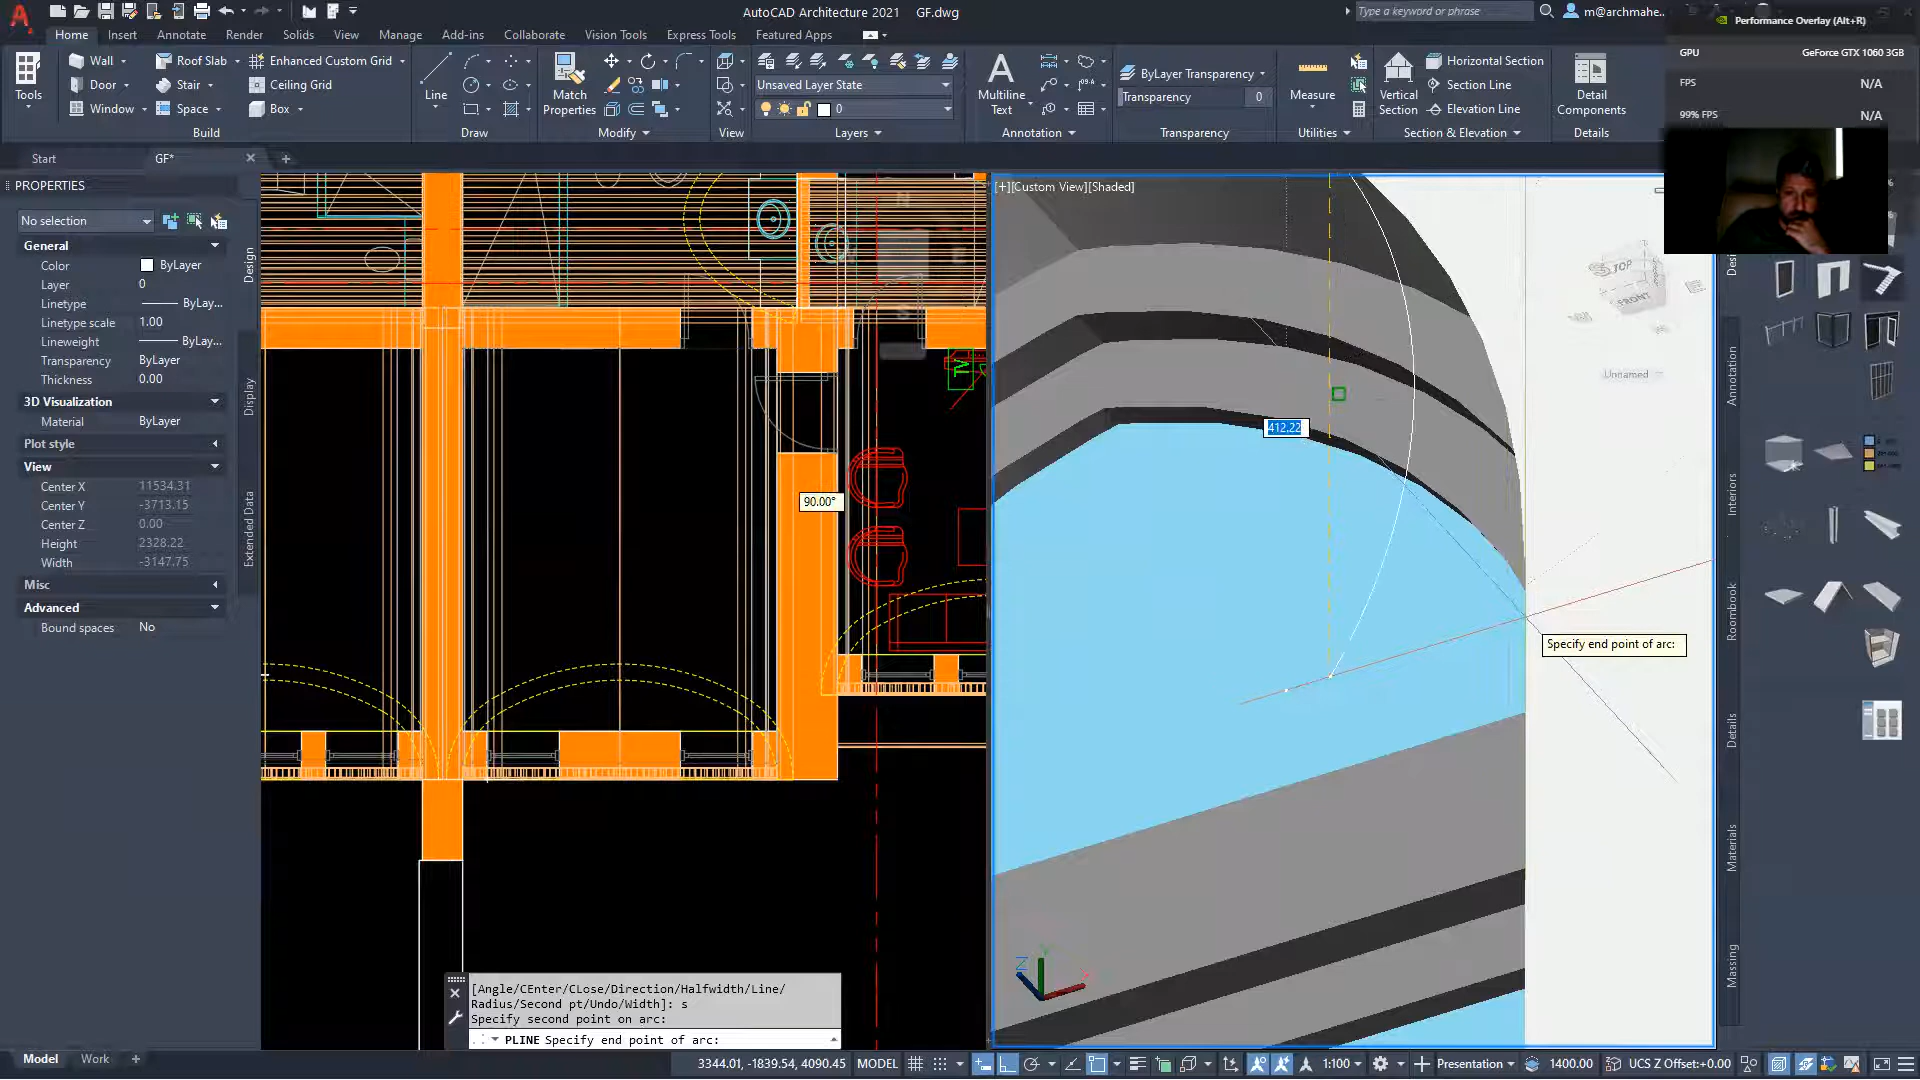 AutoCAD Architecture 2021 GF.dwg
Type a keyword or phrase
m@archmahe...
Performance Overlay (Alt+R)
Home Insert Annotate Render Solids View Manage Add-ins Collaborate Vision Tools Express Tools Featured Apps
GPU GeForce GTX 1060 3GB
FPS N/A
99% FPS N/A
Tools
Wall
Door
Window
Roof Slab
Stair
Space
Enhanced Custom Grid
Ceiling Grid
Box
Build
Line
Draw
Match
Properties
Modify
View
Unsaved Layer State
0
Layers
Multiline
Text
Annotation
ByLayer Transparency
Transparency 0
Transparency
Measure
Utilities
Vertical
Section
Horizontal Section
Section Line
Elevation Line
Section & Elevation
Detail
Components
Details
Start GF*
PROPERTIES
No selection
General
Color ByLayer
Layer 0
Linetype ByLay...
Linetype scale 1.00
Lineweight ByLay...
Transparency ByLayer
Thickness 0.00
3D Visualization
Material ByLayer
Plot style
View
Center X 11534.31
Center Y -3713.15
Center Z 0.00
Height 2328.22
Width -3147.75
Misc
Advanced
Bound spaces No
Design
Display
Extended Data
[+][Custom View][Shaded]
TV
90.00°
412.22
Specify end point of arc:
TOP
FRONT
Unnamed
Annotation
Interiors
Roombook
Details
Materials
Massing
[Angle/CEnter/CLose/Direction/Halfwidth/Line/
Radius/Second pt/Undo/Width]: s
Specify second point on arc:
PLINE Specify end point of arc:
Model Work +
3344.01, -1839.54, 4090.45 MODEL
1:100
Presentation
1400.00
UCS Z Offset:+0.00